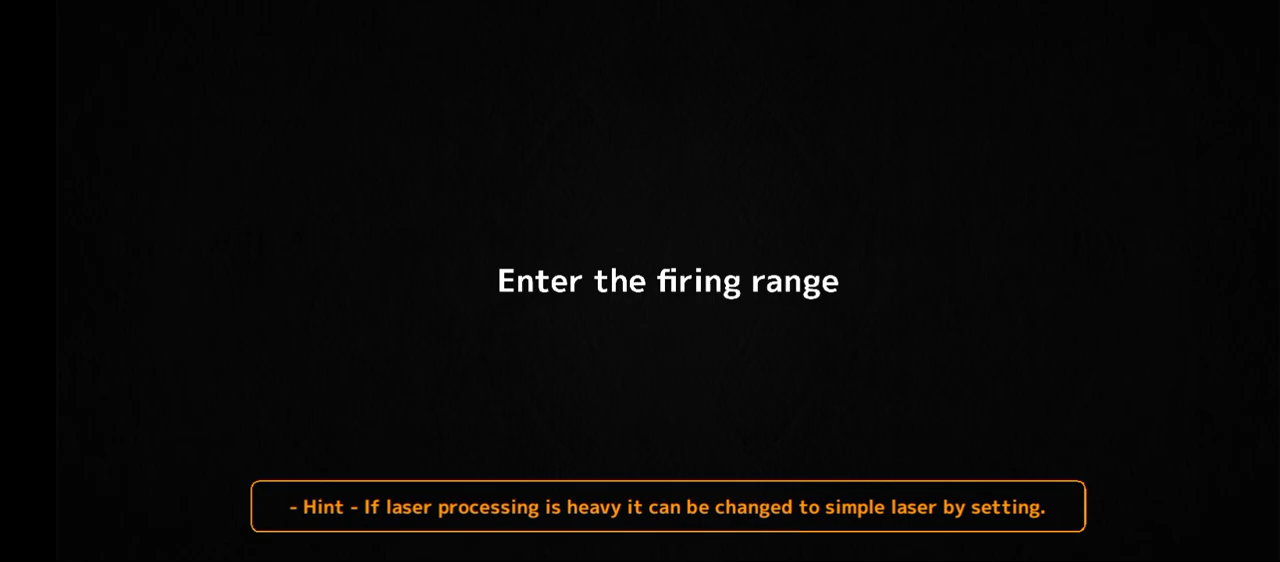 Enter the firing range
- Hint - If laser processing is heavy it can be changed to simple laser by setting.